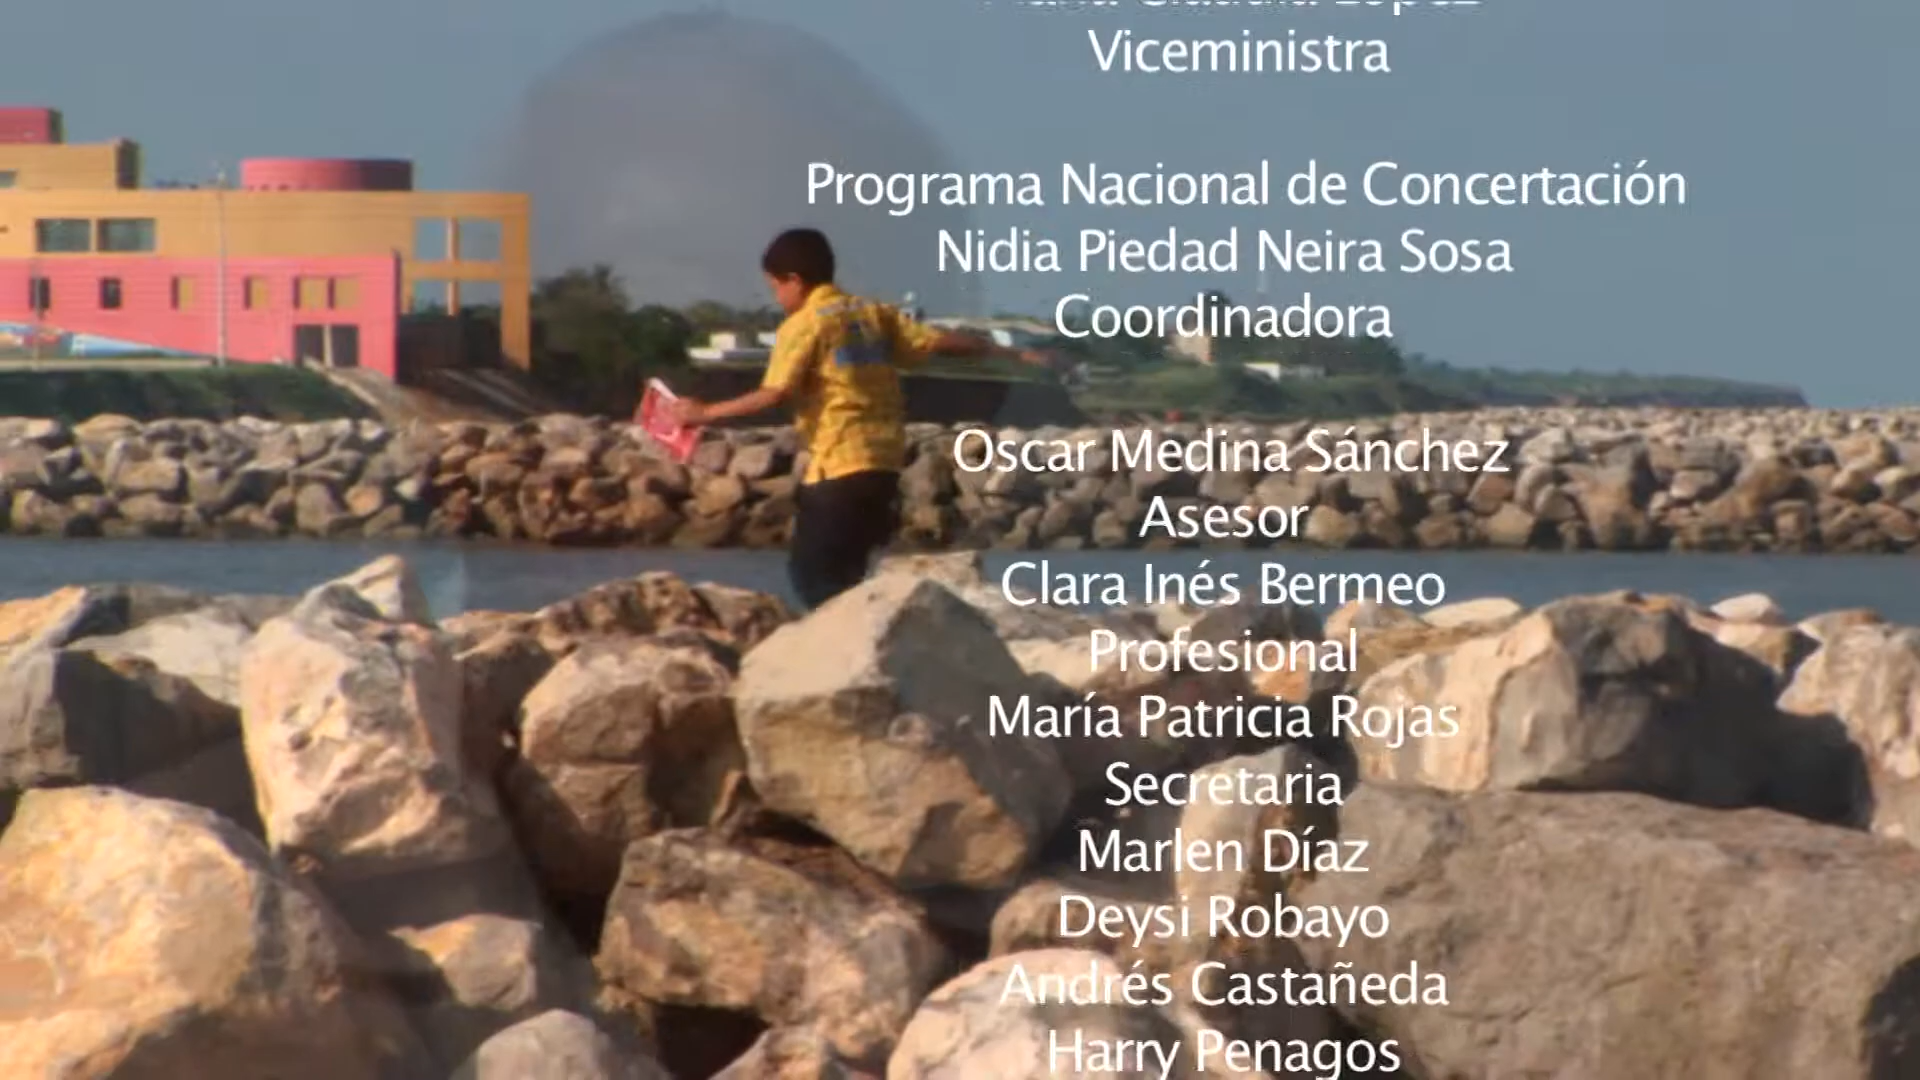 Viceministra
Programa Nacional de Concertación
Nidia Piedad Neira Sosa
Coordinadora
Oscar Medina Sánchez
Asesor
Clara Inés Bermeo
Profesional
María Patricia Rojas
Secretaria
Marlen Díaz
Deysi Robayo
Andrés Castañeda
Harry Penagos